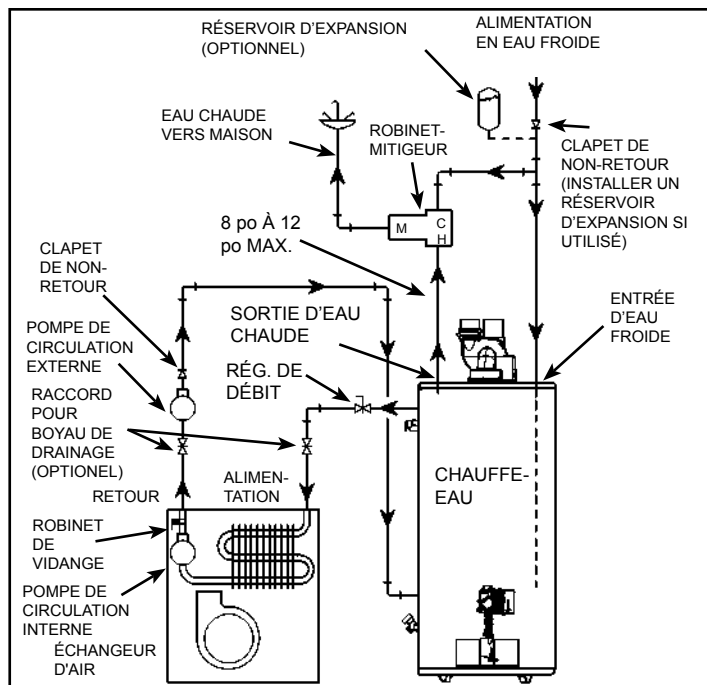 RÉSERVOIR D'EXPANSION
(OPTIONNEL)
ALIMENTATION
EN EAU FROIDE
EAU CHAUDE
VERS MAISON
ROBINET-
MITIGEUR
CLAPET DE
NON-RETOUR
(INSTALLER UN
RÉSERVOIR
D'EXPANSION SI
UTILISÉ)
M
C
H
8 po À 12
po MAX.
CLAPET
DE NON-
RETOUR
SORTIE D'EAU
CHAUDE
ENTRÉE
D'EAU
FROIDE
POMPE DE
CIRCULATION
EXTERNE
RÉG. DE
DÉBIT
RACCORD
POUR
BOYAU DE
DRAINAGE
(OPTIONEL)
RETOUR
ALIMEN-
TATION
CHAUFFE-
EAU
ROBINET
DE
VIDANGE
POMPE DE
CIRCULATION
INTERNE
ÉCHANGEUR
D'AIR